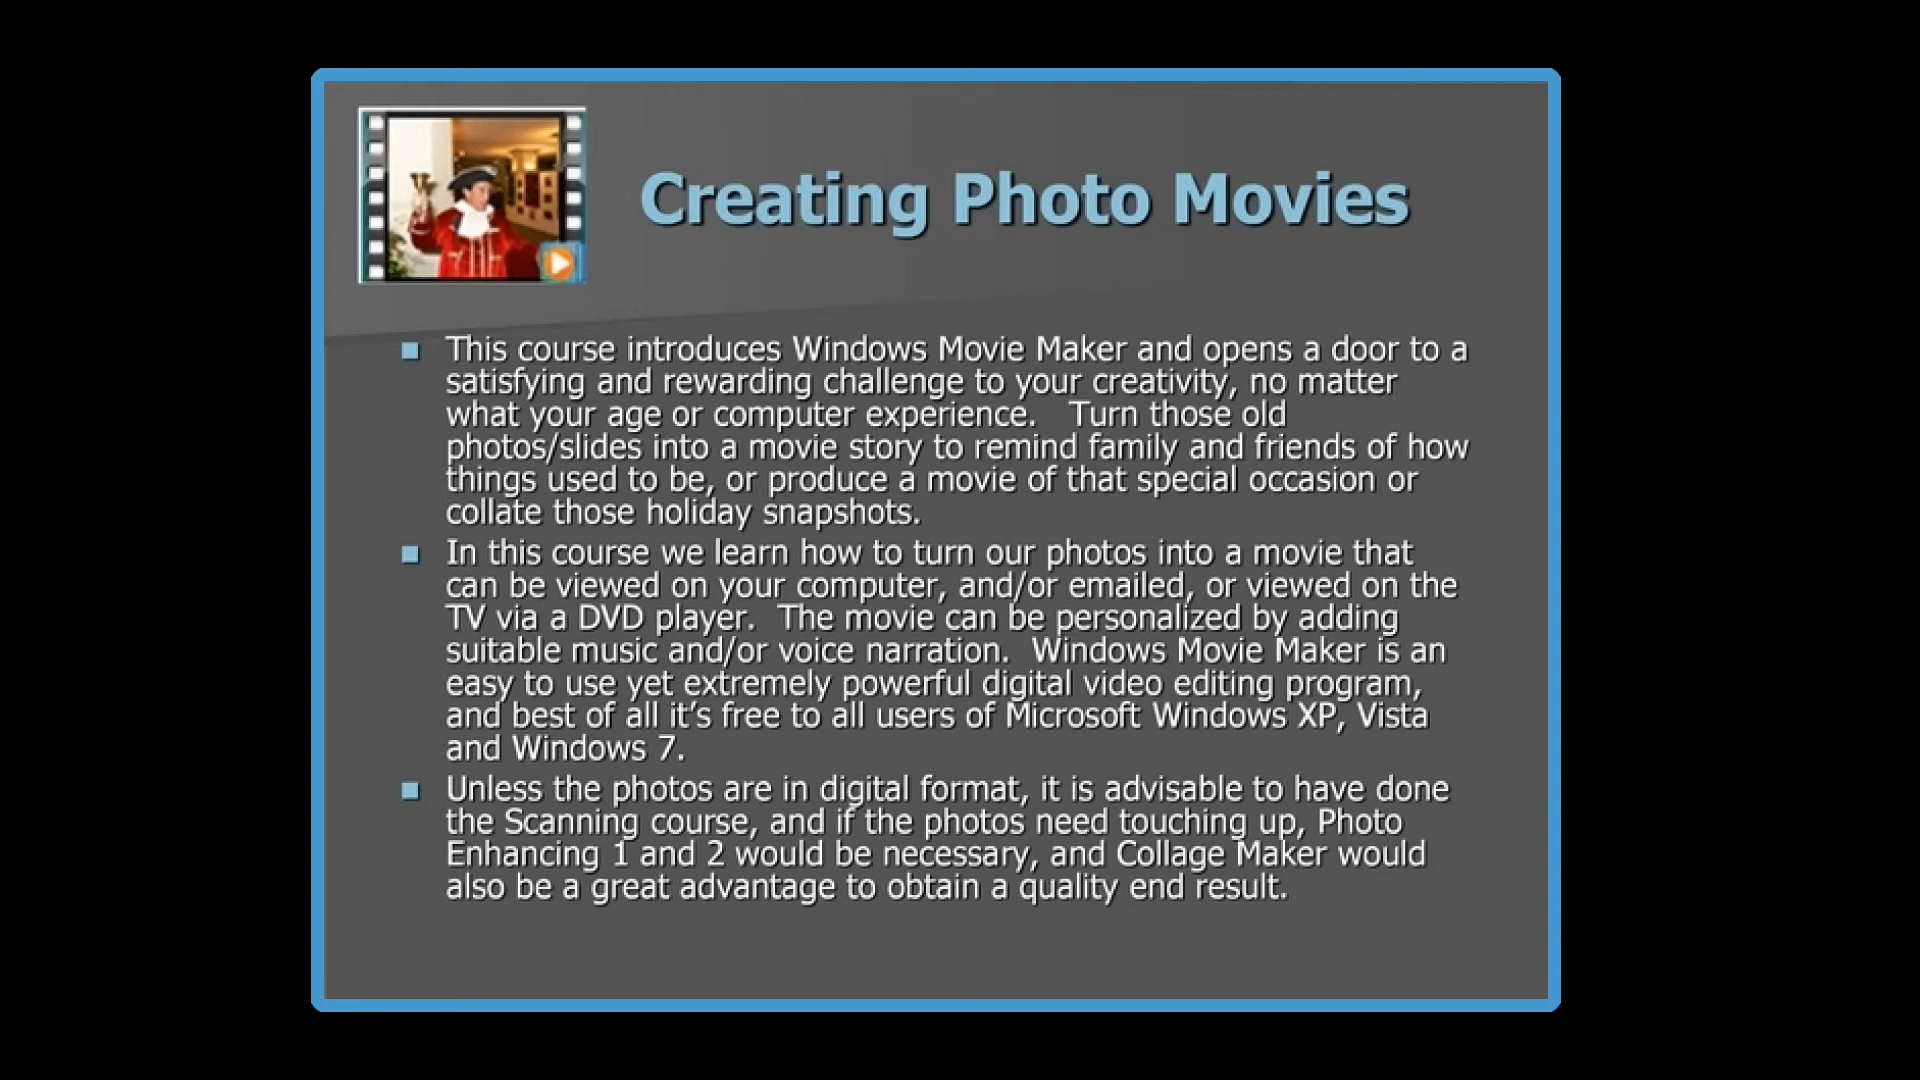 Creating Photo Movies
This course introduces Windows Movie Maker and opens a door to a
satisfying and rewarding challenge to your creativity, no matter
what your age or computer experience.   Turn those old
photos/slides into a movie story to remind family and friends of how
things used to be, or produce a movie of that special occasion or
collate those holiday snapshots.
In this course we learn how to turn our photos into a movie that
can be viewed on your computer, and/or emailed, or viewed on the
TV via a DVD player.  The movie can be personalized by adding
suitable music and/or voice narration.  Windows Movie Maker is an
easy to use yet extremely powerful digital video editing program,
and best of all it’s free to all users of Microsoft Windows XP, Vista
and Windows 7.
Unless the photos are in digital format, it is advisable to have done
the Scanning course, and if the photos need touching up, Photo
Enhancing 1 and 2 would be necessary, and Collage Maker would
also be a great advantage to obtain a quality end result.